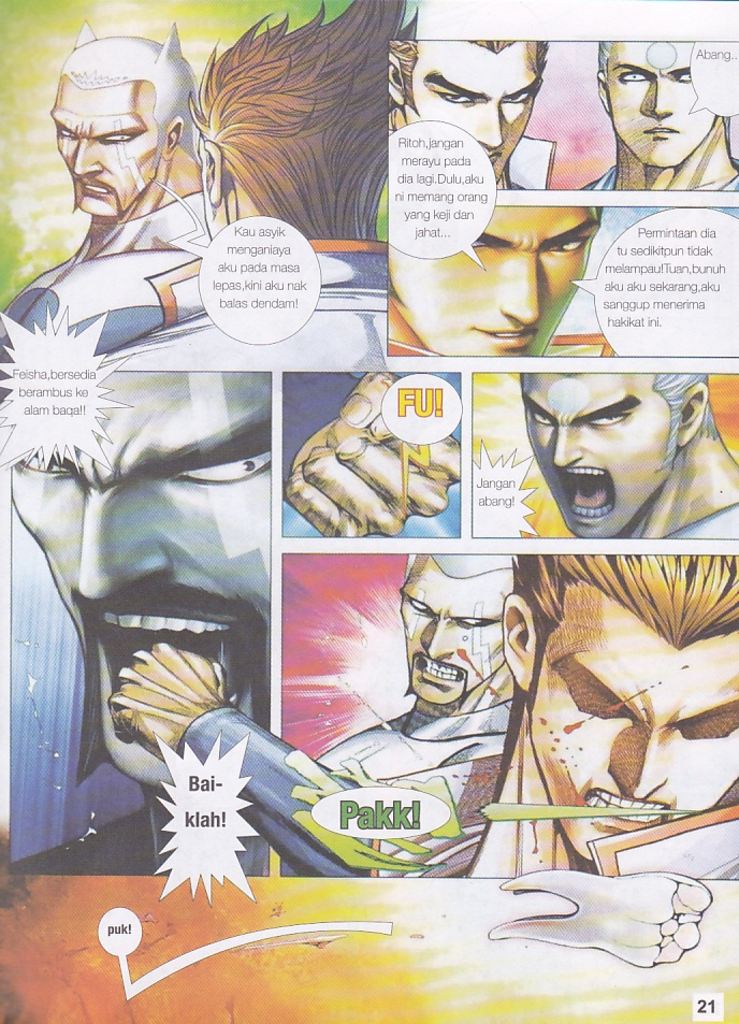 Kau asyik
menganiaya
aku pada masa
lepas,kini aku nak
balas dendam!
Abang..
Ritoh,jangan
merayu pada
dia lagi.Dulu,aku
ni memang orang
yang keji dan
jahat...
Permintaan dia
tu sedikitpun tidak
melampau!Tuan,bunuh
aku aku sekarang,aku
sanggup menerima
hakikat ini.
Feisha,bersedia
berambus ke
alam baqa!!
FU!
Jangan
abang!
Bai-
klah!
Pakk!
puk!
21